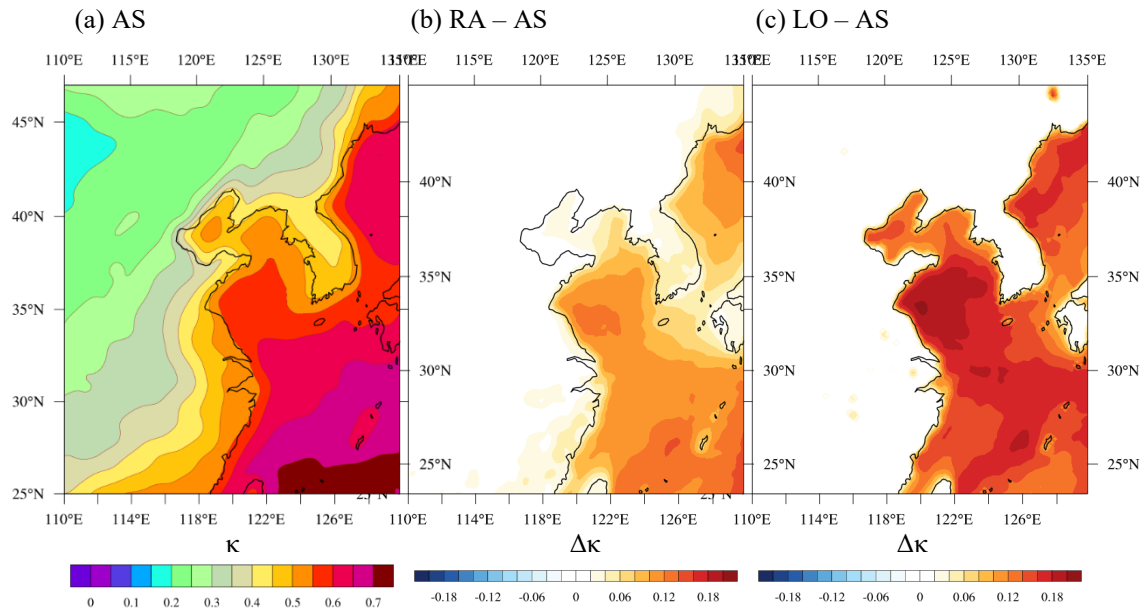 (a) AS (b) RA – AS (c) LO – AS
110°E 115°E 120°E 125°E 130°E 115°E 120°E 125°E 130°E 115°E 120°E 125°E 130°E 135°E
45°N
40°N 40°N 40°N
35°N 35°N 35°N
30°N 30°N 30°N
25°N 25°N 25°N
25°N 25°N
110°E 114°E 118°E 122°E 126°E 110°E 114°E 118°E 122°E 126°E 110°E 114°E 118°E 122°E 126°E
κ Δκ Δκ
0 0.1 0.2 0.3 0.4 0.5 0.6 0.7 -0.18 -0.12 -0.06 0 0.06 0.12 0.18 -0.18 -0.12 -0.06 0 0.06 0.12 0.18